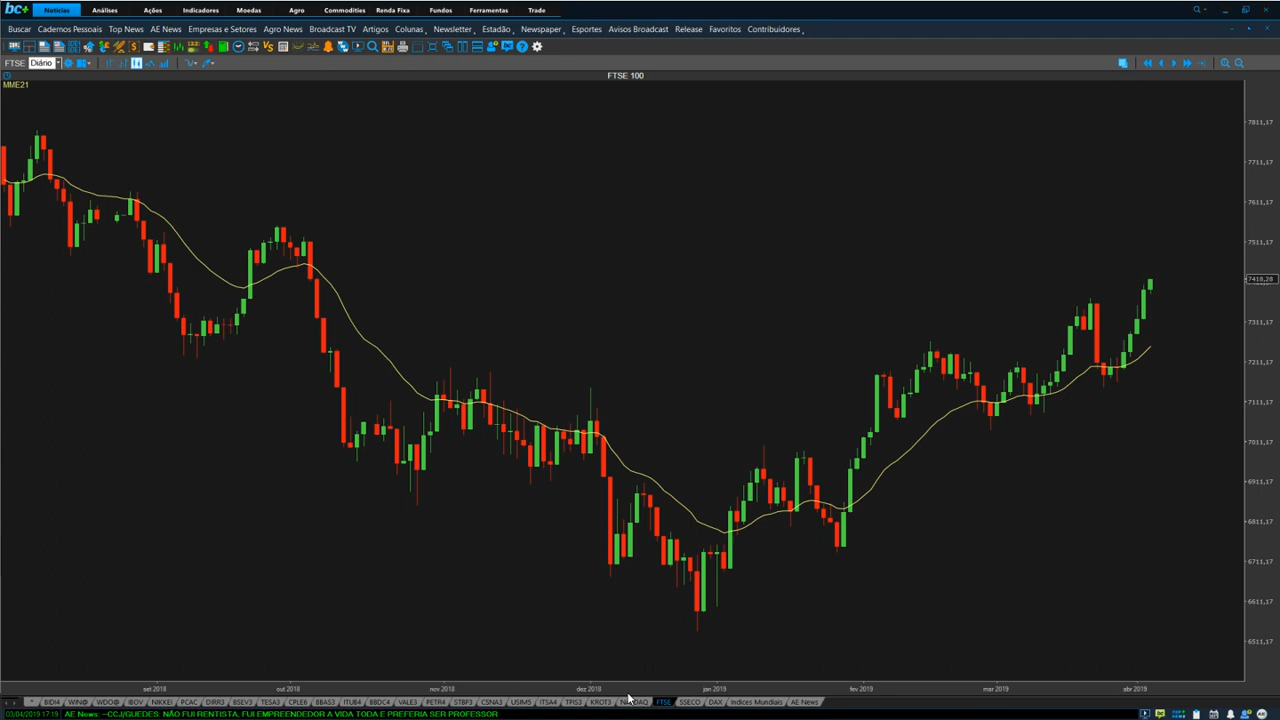 bc+ Notícias Análises Ações Indicadores Moedas Agro Commodities Renda Fixa Fundos Ferramentas Trade
Buscar Cadernos Pessoais Top News AE News Empresas e Setores Agro News Broadcast TV Artigos Colunas Newsletter Estadão Newspaper Esportes Avisos Broadcast Release Favoritos Contribuidores
FTSE Diário
FTSE 100
MME21
7811,17
7711,17
7611,17
7511,17
7418,28
7311,17
7211,17
7111,17
7011,17
6911,17
6811,17
6711,17
6611,17
6511,17
set 2018 out 2018 nov 2018 dez 2018 jan 2019 fev 2019 mar 2019 abr 2019
BIDI4 WIN@ WDO@ IBOV NIKKEI PCAC DIRR3 BSEV3 TESA3 CPLE6 BBAS3 ITUB4 BBDC4 VALE3 PETR4 STBP3 CSNA3 USIM5 ITSA4 TPIS3 KROT3 FTSE SSECO DAX Indices Mundiais AE News
03/04/2019 17:19 AE News: --CCJ/GUEDES: NÃO FUI RENTISTA, FUI EMPREENDEDOR A VIDA TODA E PREFERIA SER PROFESSOR